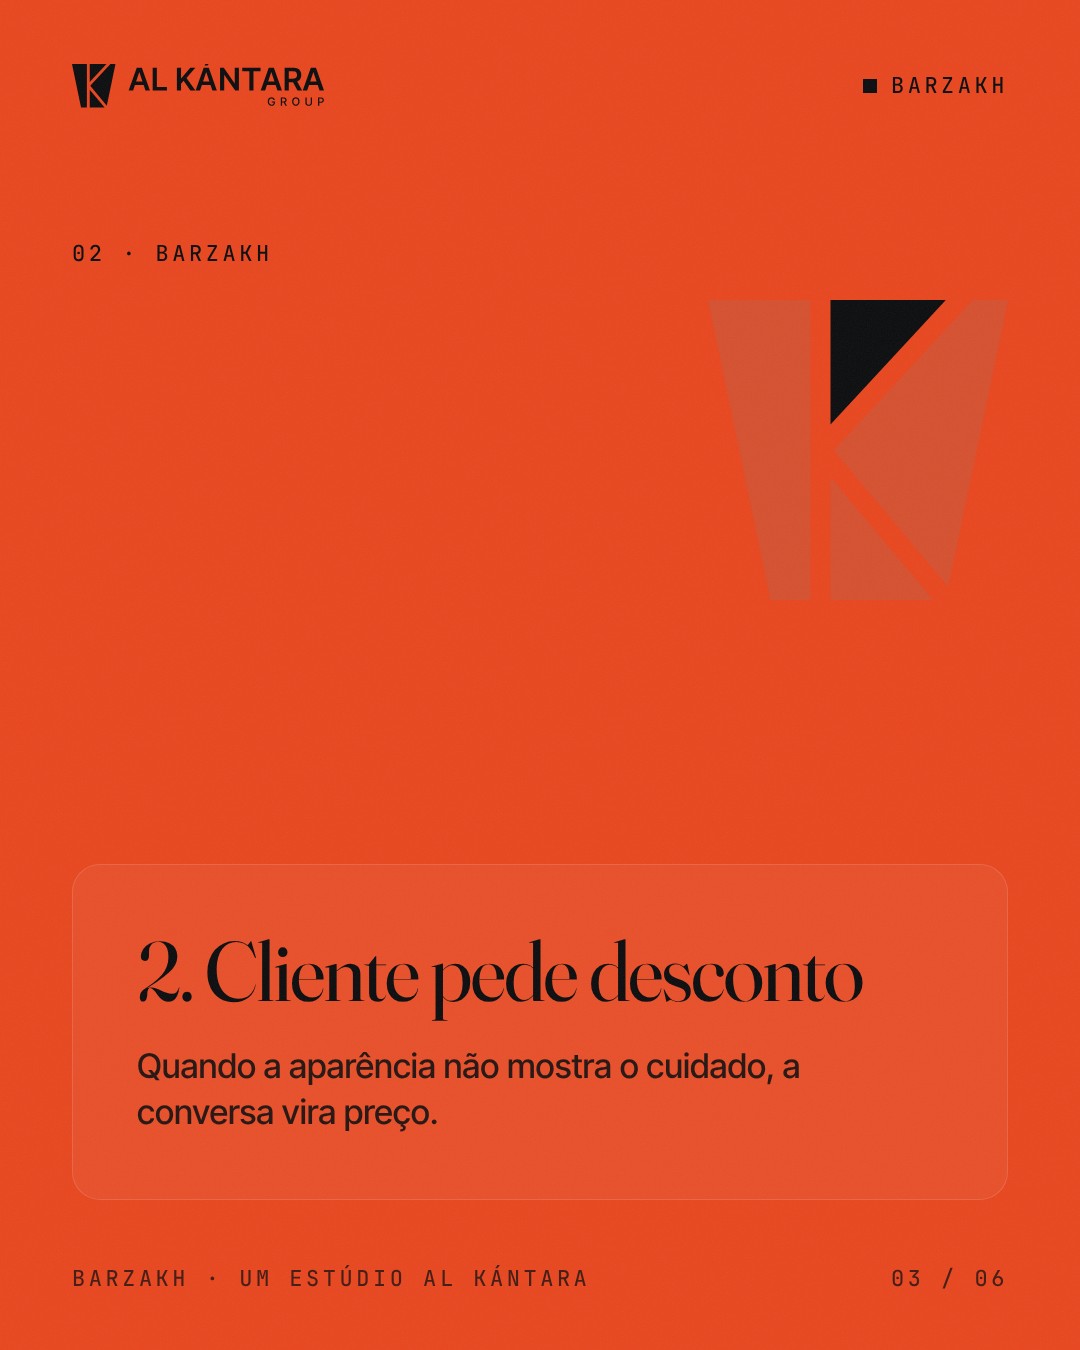 AL KÁNTARA
GROUP
BARZAKH
02 · BARZAKH
2. Cliente pede desconto
Quando a aparência não mostra o cuidado, a
conversa vira preço.
BARZAKH · UM ESTÚDIO AL KÁNTARA
03 / 06